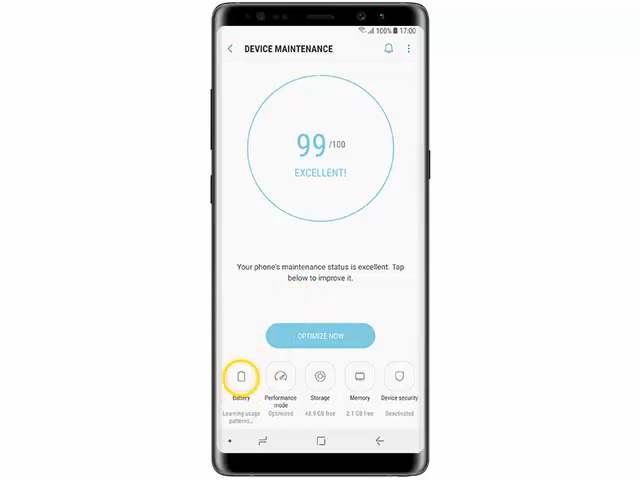 100% 17:00
DEVICE MAINTENANCE
99 /100
EXCELLENT!
Your phone's maintenance status is excellent. Tap
below to improve it.
OPTIMIZE NOW
Battery Performance mode Storage Memory Device security
Learning usage patterns... Optimized 48.9 GB free 2.1 GB free Deactivated